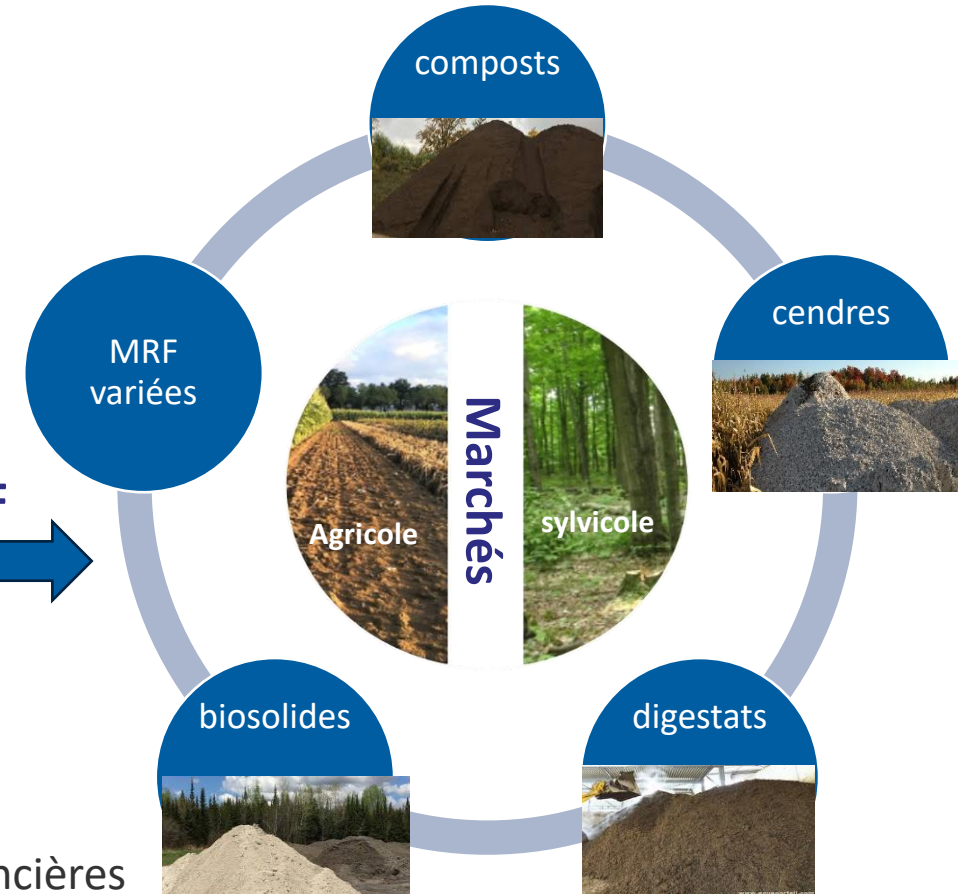 composts
cendres
MRF
variées
Marchés
Agricole
sylvicole
biosolides
digestats
ncières